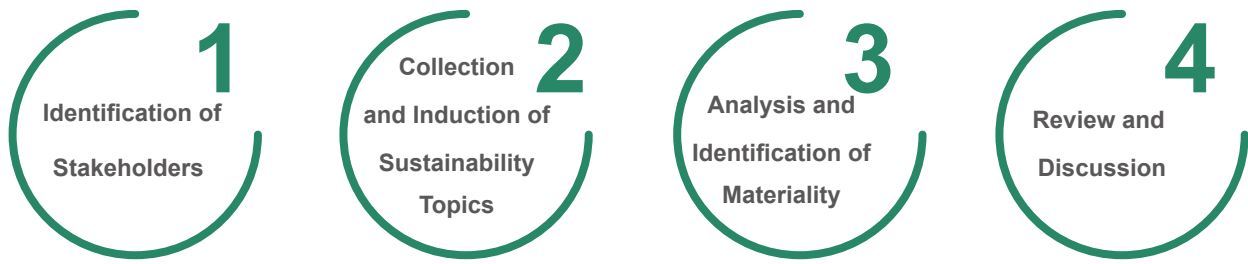 1
Identification of
Stakeholders
2
Collection
and Induction of
Sustainability
Topics
3
Analysis and
Identification of
Materiality
4
Review and
Discussion